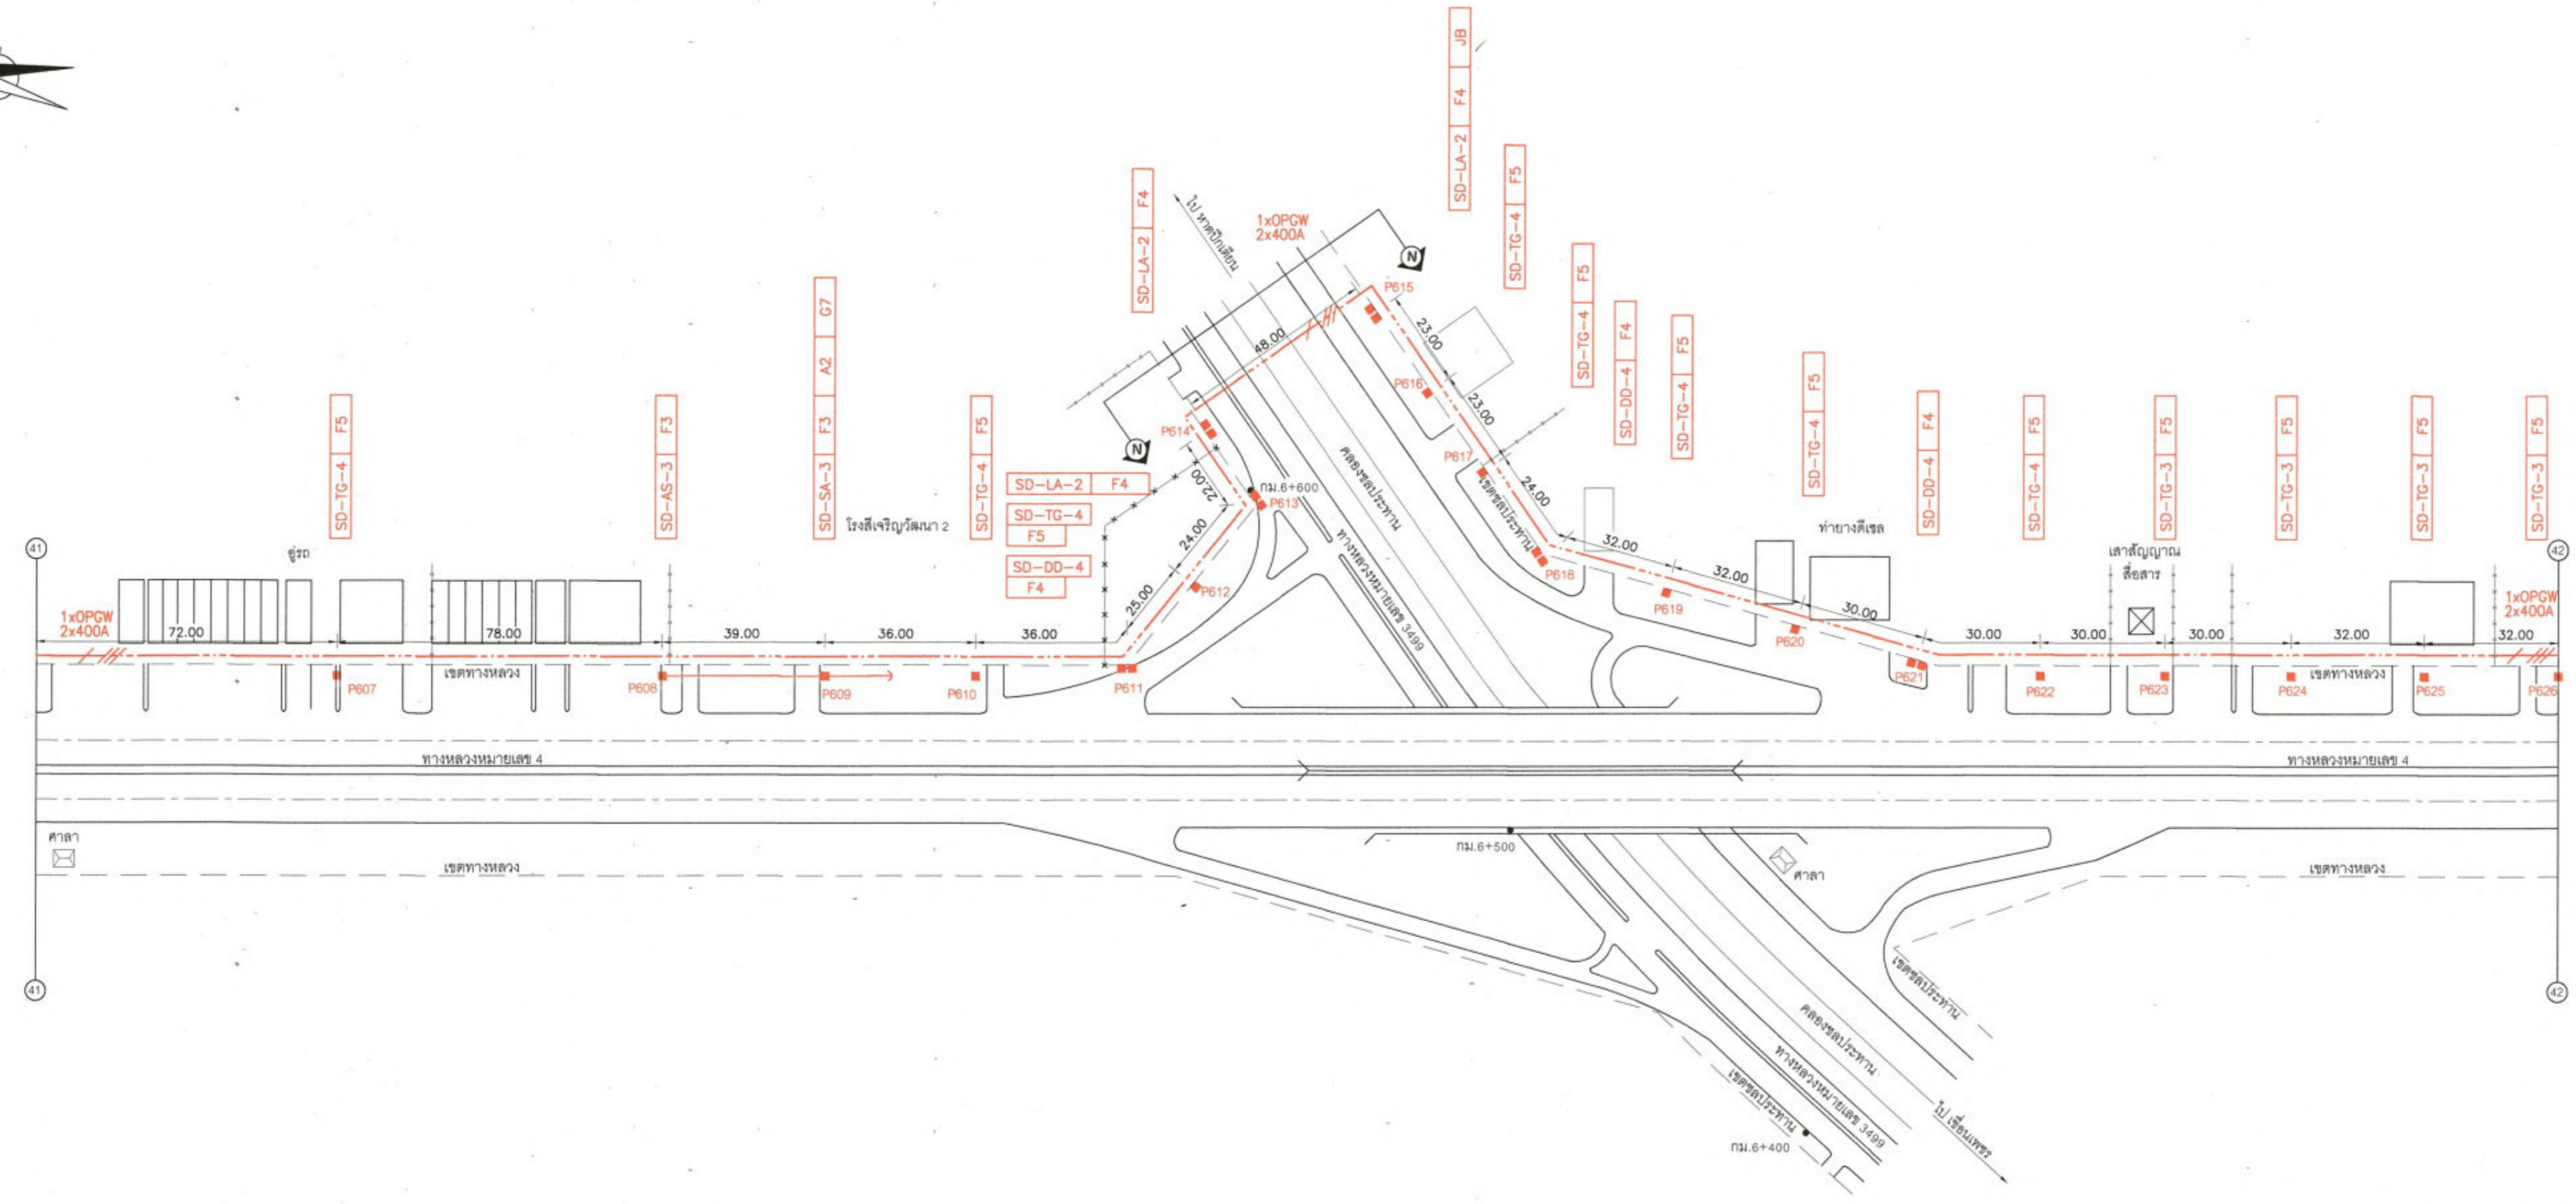 JB
F4
SD-LA-2
F5
SD-TG-4
F4
SD-LA-2
ไป หาดปึกเตียน
1xOPGW
2x400A
N
P615
48.00
23.00
F5
SD-TG-4
F4
SD-DD-4
F5
SD-TG-4
G7
A2
F3
SD-SA-3
F5
SD-TG-4
F3
SD-AS-3
F5
SD-TG-4
P614
N
22.00
P616
23.00
P617
24.00
คลองชลประทาน
เขตชลประทาน
F5
SD-TG-4
F4
SD-DD-4
F5
SD-TG-4
F5
SD-TG-3
F5
SD-TG-3
F5
SD-TG-3
F5
SD-TG-3
SD-LA-2 F4
SD-TG-4
F5
SD-DD-4
F4
กม.6+600
P613
24.00
25.00
P612
ทางหลวงหมายเลข 3499
โรงสีเจริญวัฒนา 2
อู่รถ
ท่ายางดีเซล
เสาสัญญาณ
สื่อสาร
41
42
P618
32.00
P619
32.00
P620
30.00
P621
1xOPGW
2x400A
72.00
78.00
39.00
36.00
36.00
30.00
30.00
30.00
32.00
32.00
1xOPGW
2x400A
เขตทางหลวง
เขตทางหลวง
P607
P608
P609
P610
P611
P622
P623
P624
P625
P626
ทางหลวงหมายเลข 4
ทางหลวงหมายเลข 4
ศาลา
กม.6+500
ศาลา
เขตทางหลวง
เขตทางหลวง
41
42
เขตชลประทาน
คลองชลประทาน
ทางหลวงหมายเลข 3499
เขตชลประทาน
ไป เขื่อนเพชร
กม.6+400